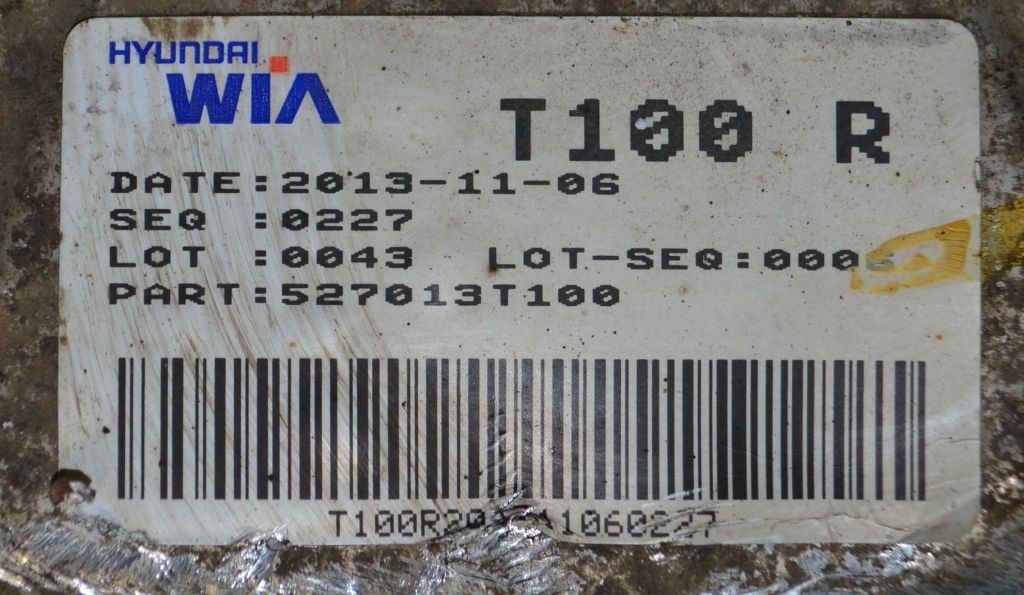 HYUNDAI
WIA
T100 R
DATE:2013-11-06
SEQ :0227
LOT :0043 LOT-SEQ:
PART:527013T100